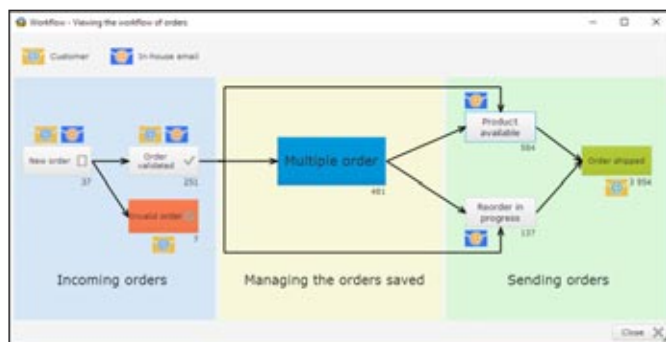 Workflow - Viewing the workflow of orders
Customer
In-house email
New order
37
Order
validated
251
Invalid order
7
Multiple order
481
Product
available
584
Reorder in
progress
137
Order shipped
3 954
Incoming orders
Managing the orders saved
Sending orders
Close